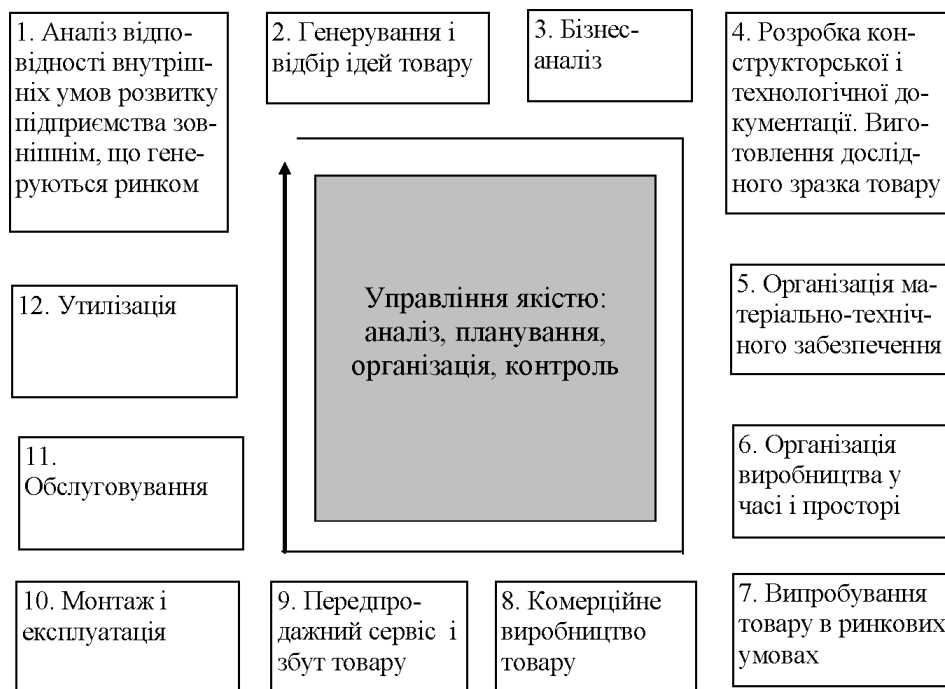 1. Аналіз відпо-
відності внутріш-
ніх умов розвитку
підприємства зов-
нішнім, що гене-
руються ринком
2. Генерування і
відбір ідей товару
3. Бізнес-
аналіз
4. Розробка кон-
структорської і
технологічної до-
кументації. Виго-
товлення дослід-
ного зразка товару
Управління якістю:
аналіз, планування,
організація, контроль
5. Організація ма-
теріально-техніч-
ного забезпечення
6. Організація
виробництва у
часі і просторі
7. Випробування
товару в ринкових
умовах
8. Комерційне
виробництво
товару
9. Передпро-
дажний сервіс і
збут товару
10. Монтаж і
експлуатація
11.
Обслуговування
12. Утилізація